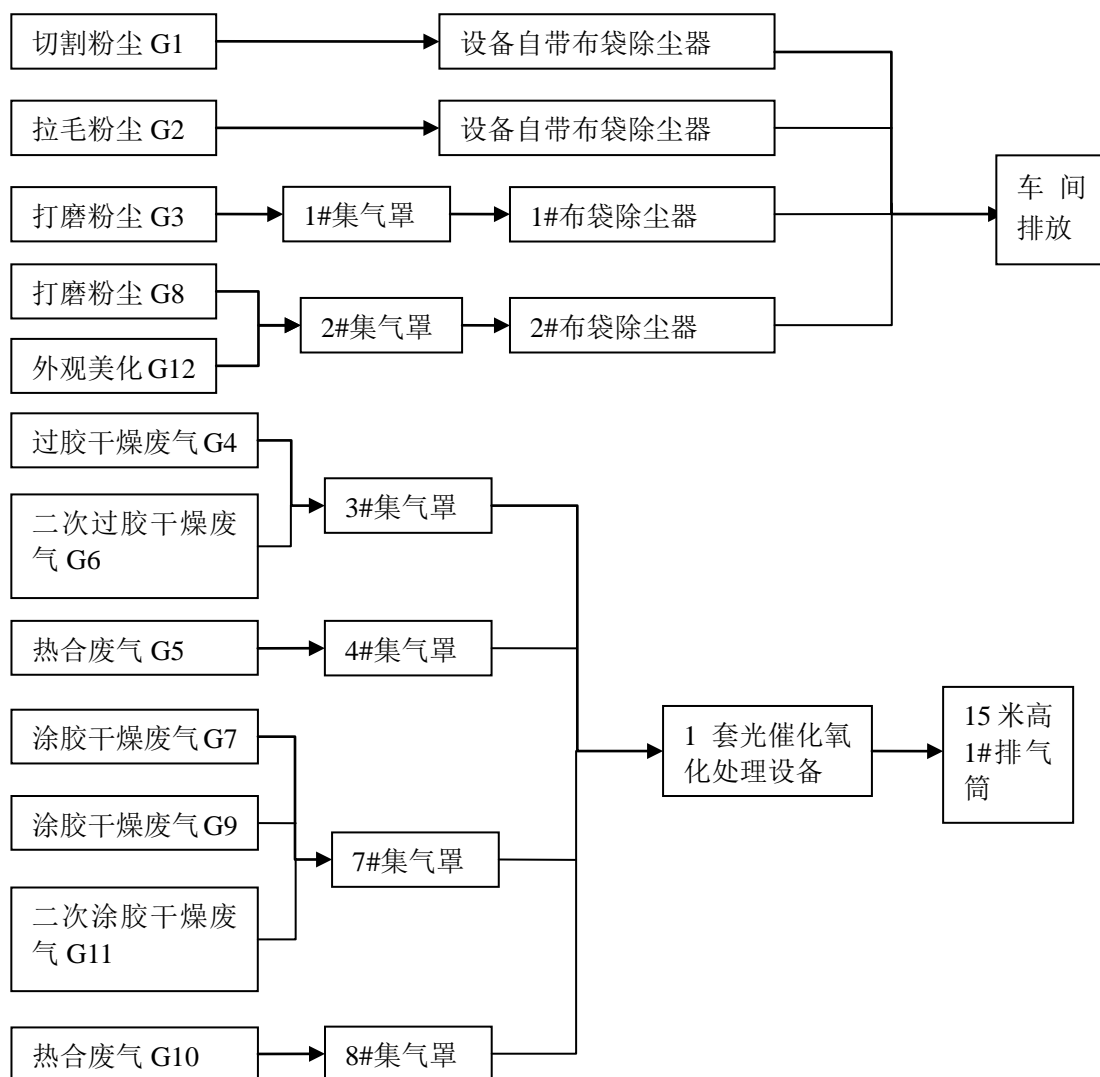 切割粉尘 G1
设备自带布袋除尘器
拉毛粉尘 G2
设备自带布袋除尘器
打磨粉尘 G3
1#集气罩
1#布袋除尘器
车 间
排放
打磨粉尘 G8
2#集气罩
2#布袋除尘器
外观美化 G12
过胶干燥废气 G4
3#集气罩
二次过胶干燥废
气 G6
热合废气 G5
4#集气罩
涂胶干燥废气 G7
1 套光催化氧
化处理设备
15 米高
1#排气
筒
涂胶干燥废气 G9
7#集气罩
二次涂胶干燥废
气 G11
热合废气 G10
8#集气罩